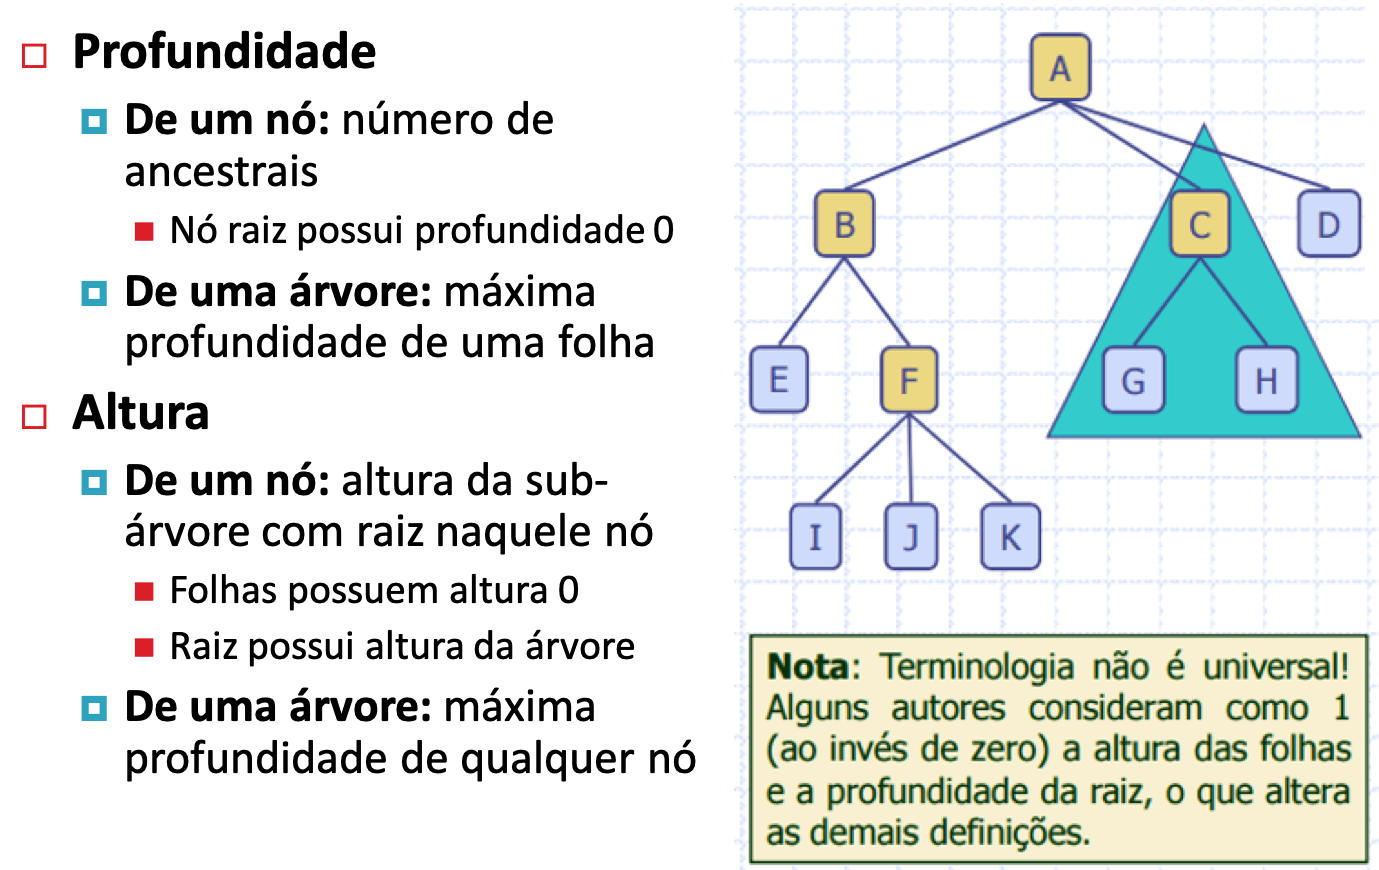 Profundidade
De um nó: número de
ancestrais
Nó raiz possui profundidade 0
De uma árvore: máxima
profundidade de uma folha
Altura
De um nó: altura da sub-
árvore com raiz naquele nó
Folhas possuem altura 0
Raiz possui altura da árvore
De uma árvore: máxima
profundidade de qualquer nó
A
B C D
E F G H
I J K
Nota: Terminologia não é universal!
Alguns autores consideram como 1
(ao invés de zero) a altura das folhas
e a profundidade da raiz, o que altera
as demais definições.